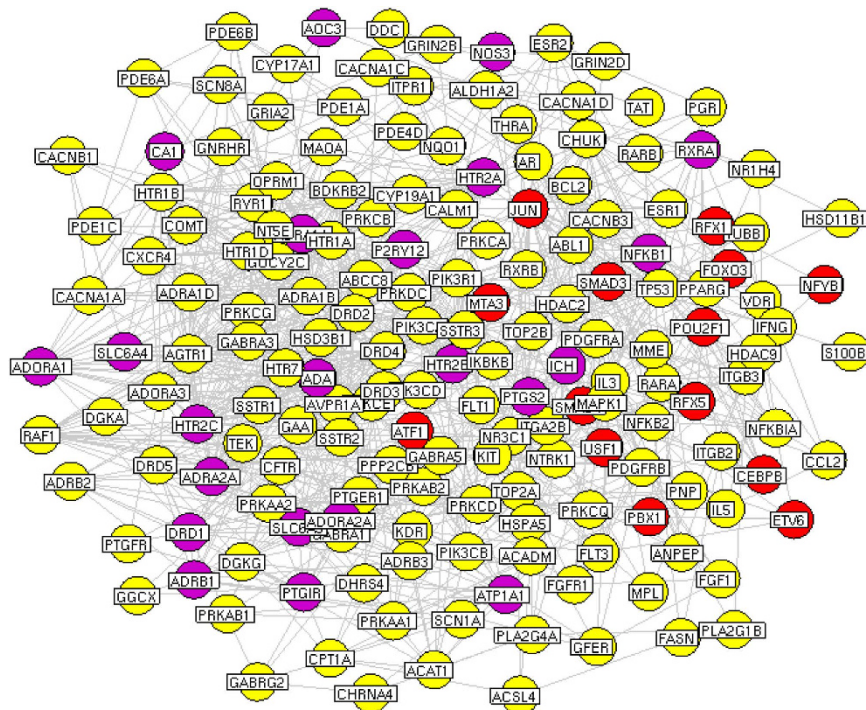 AOC3
DDC
PDE6B
GRIN2B
ESR2
NOS3
CYP17A1
GRIN2D
CACNA1C
PDE6A
SCN8A
ITPR1
ALDH1A2
CACNA1D
TAT
PGR
GRIA2
PDE1A
THRA
PDE4D
CHUK
GNRHR
MAOA
NQO1
RARB
RXRA
CACNB1
CA1
AR
NR1H4
HTR2A
OPRM1
BDKRB2
BCL2
HTR1B
CYP19A1
RYR1
CALM1
JUN
ESR1
HSD11B1
PRKCB
CACNB3
RFX1
UBB
PDE1C
COMT
NT5E
HTR1A
PRKCA
ABL1
NFKB1
CXCR4
HTR1D
P2RY12
GUCY2C
RXRB
FOXO3
ABCC8
PIK3R1
SMAD3
TP53
PPARG
NFYB
CACNA1A
ADRA1D
ADRA1B
PRKDC
MTA3
HDAC2
VDR
PRKCG
DRD2
POU2F1
IFNG
PIK3CA
SSTR3
TOP2B
HSD3B1
PDGFRA
GABRA3
DRD4
MME
HDAC9
S100B
ADORA1
SLC6A4
AGTR1
HTR7
HTR2B
IKBKB
ICH
ITGB3
ADA
IL3
RARA
ADORA3
DRD3
PTGS2
DGKA
SSTR1
AVPR1A
FLT1
MAPK1
RFX5
HTR2C
GAA
ATF1
ITGA2B
NFKB2
RAF1
TEK
SSTR2
NR3C1
NFKBIA
GABRA5
KIT
NTRK1
USF1
ITGB2
DRD5
CFTR
PPP2CB
PDGFRB
CCL2
ADRB2
ADRA2A
PRKAB2
TOP2A
CEBPB
PRKAA2
PTGER1
PRKCD
PNP
PRKCQ
IL5
ADORA2A
HSPA5
PBX1
ETV6
DRD1
GABRA1
KDR
PTGFR
PIK3CB
ACADM
FLT3
ANPEP
DGKG
ADRB3
ADRB1
DHRS4
FGFR1
FGF1
GGCX
PTGIR
ATP1A1
MPL
PRKAB1
PRKAA1
SCN1A
PLA2G4A
PLA2G1B
GFER
FASN
CPT1A
ACAT1
GABRG2
CHRNA4
ACSL4